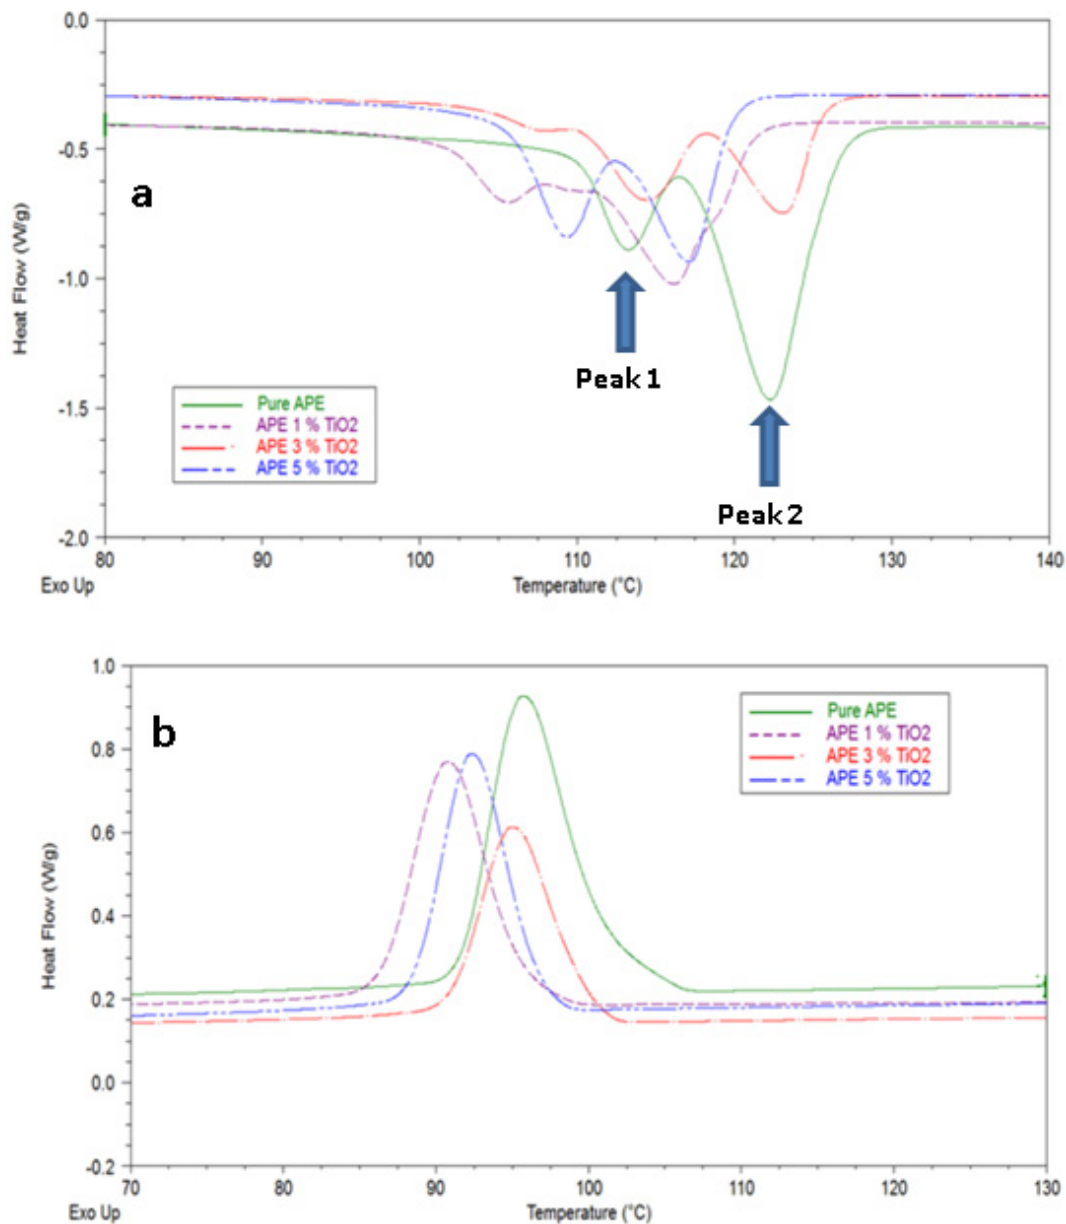 0.0
a
-0.5
Heat Flow (W/g)
-1.0
Peak 1
Pure APE
APE 1 % TiO2
APE 3 % TiO2
APE 5 % TiO2
-1.5
Peak 2
-2.0
80 90 100 110 120 130 140
Exo Up Temperature (°C)
1.0
b
Pure APE
APE 1 % TiO2
APE 3 % TiO2
APE 5 % TiO2
0.8
0.6
Heat Flow (W/g)
0.4
0.2
0.0
-0.2
70 80 90 100 110 120 130
Exo Up Temperature (°C)